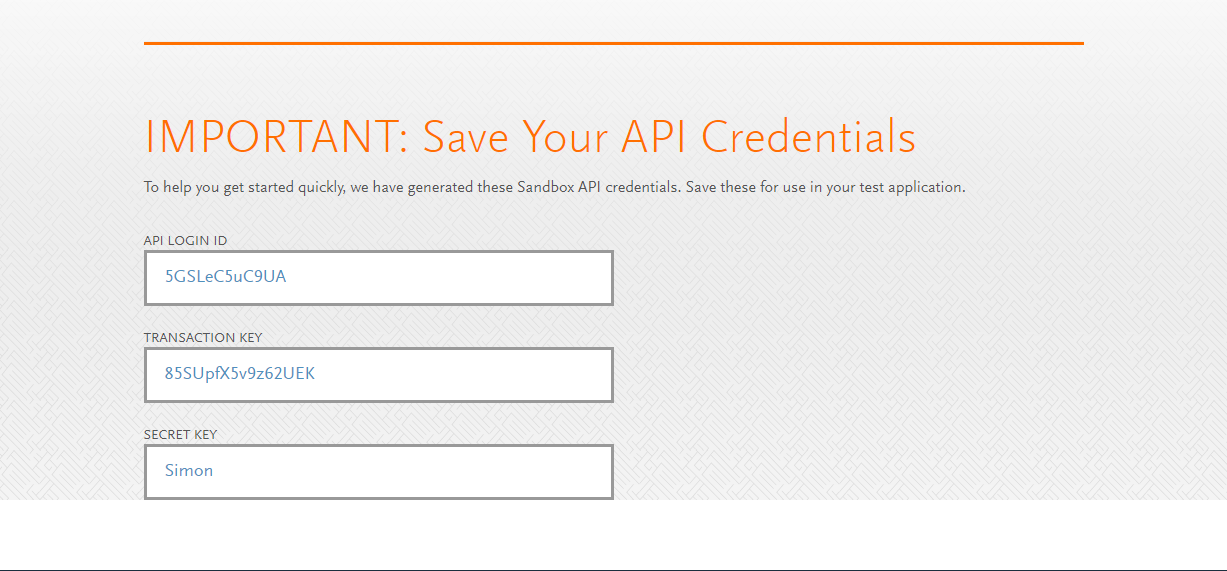 IMPORTANT: Save Your API Credentials
To help you get started quickly, we have generated these Sandbox API credentials. Save these for use in your test application.
API LOGIN ID
5GSLeC5uC9UA
TRANSACTION KEY
85SUpfX5v9z62UEK
SECRET KEY
Simon